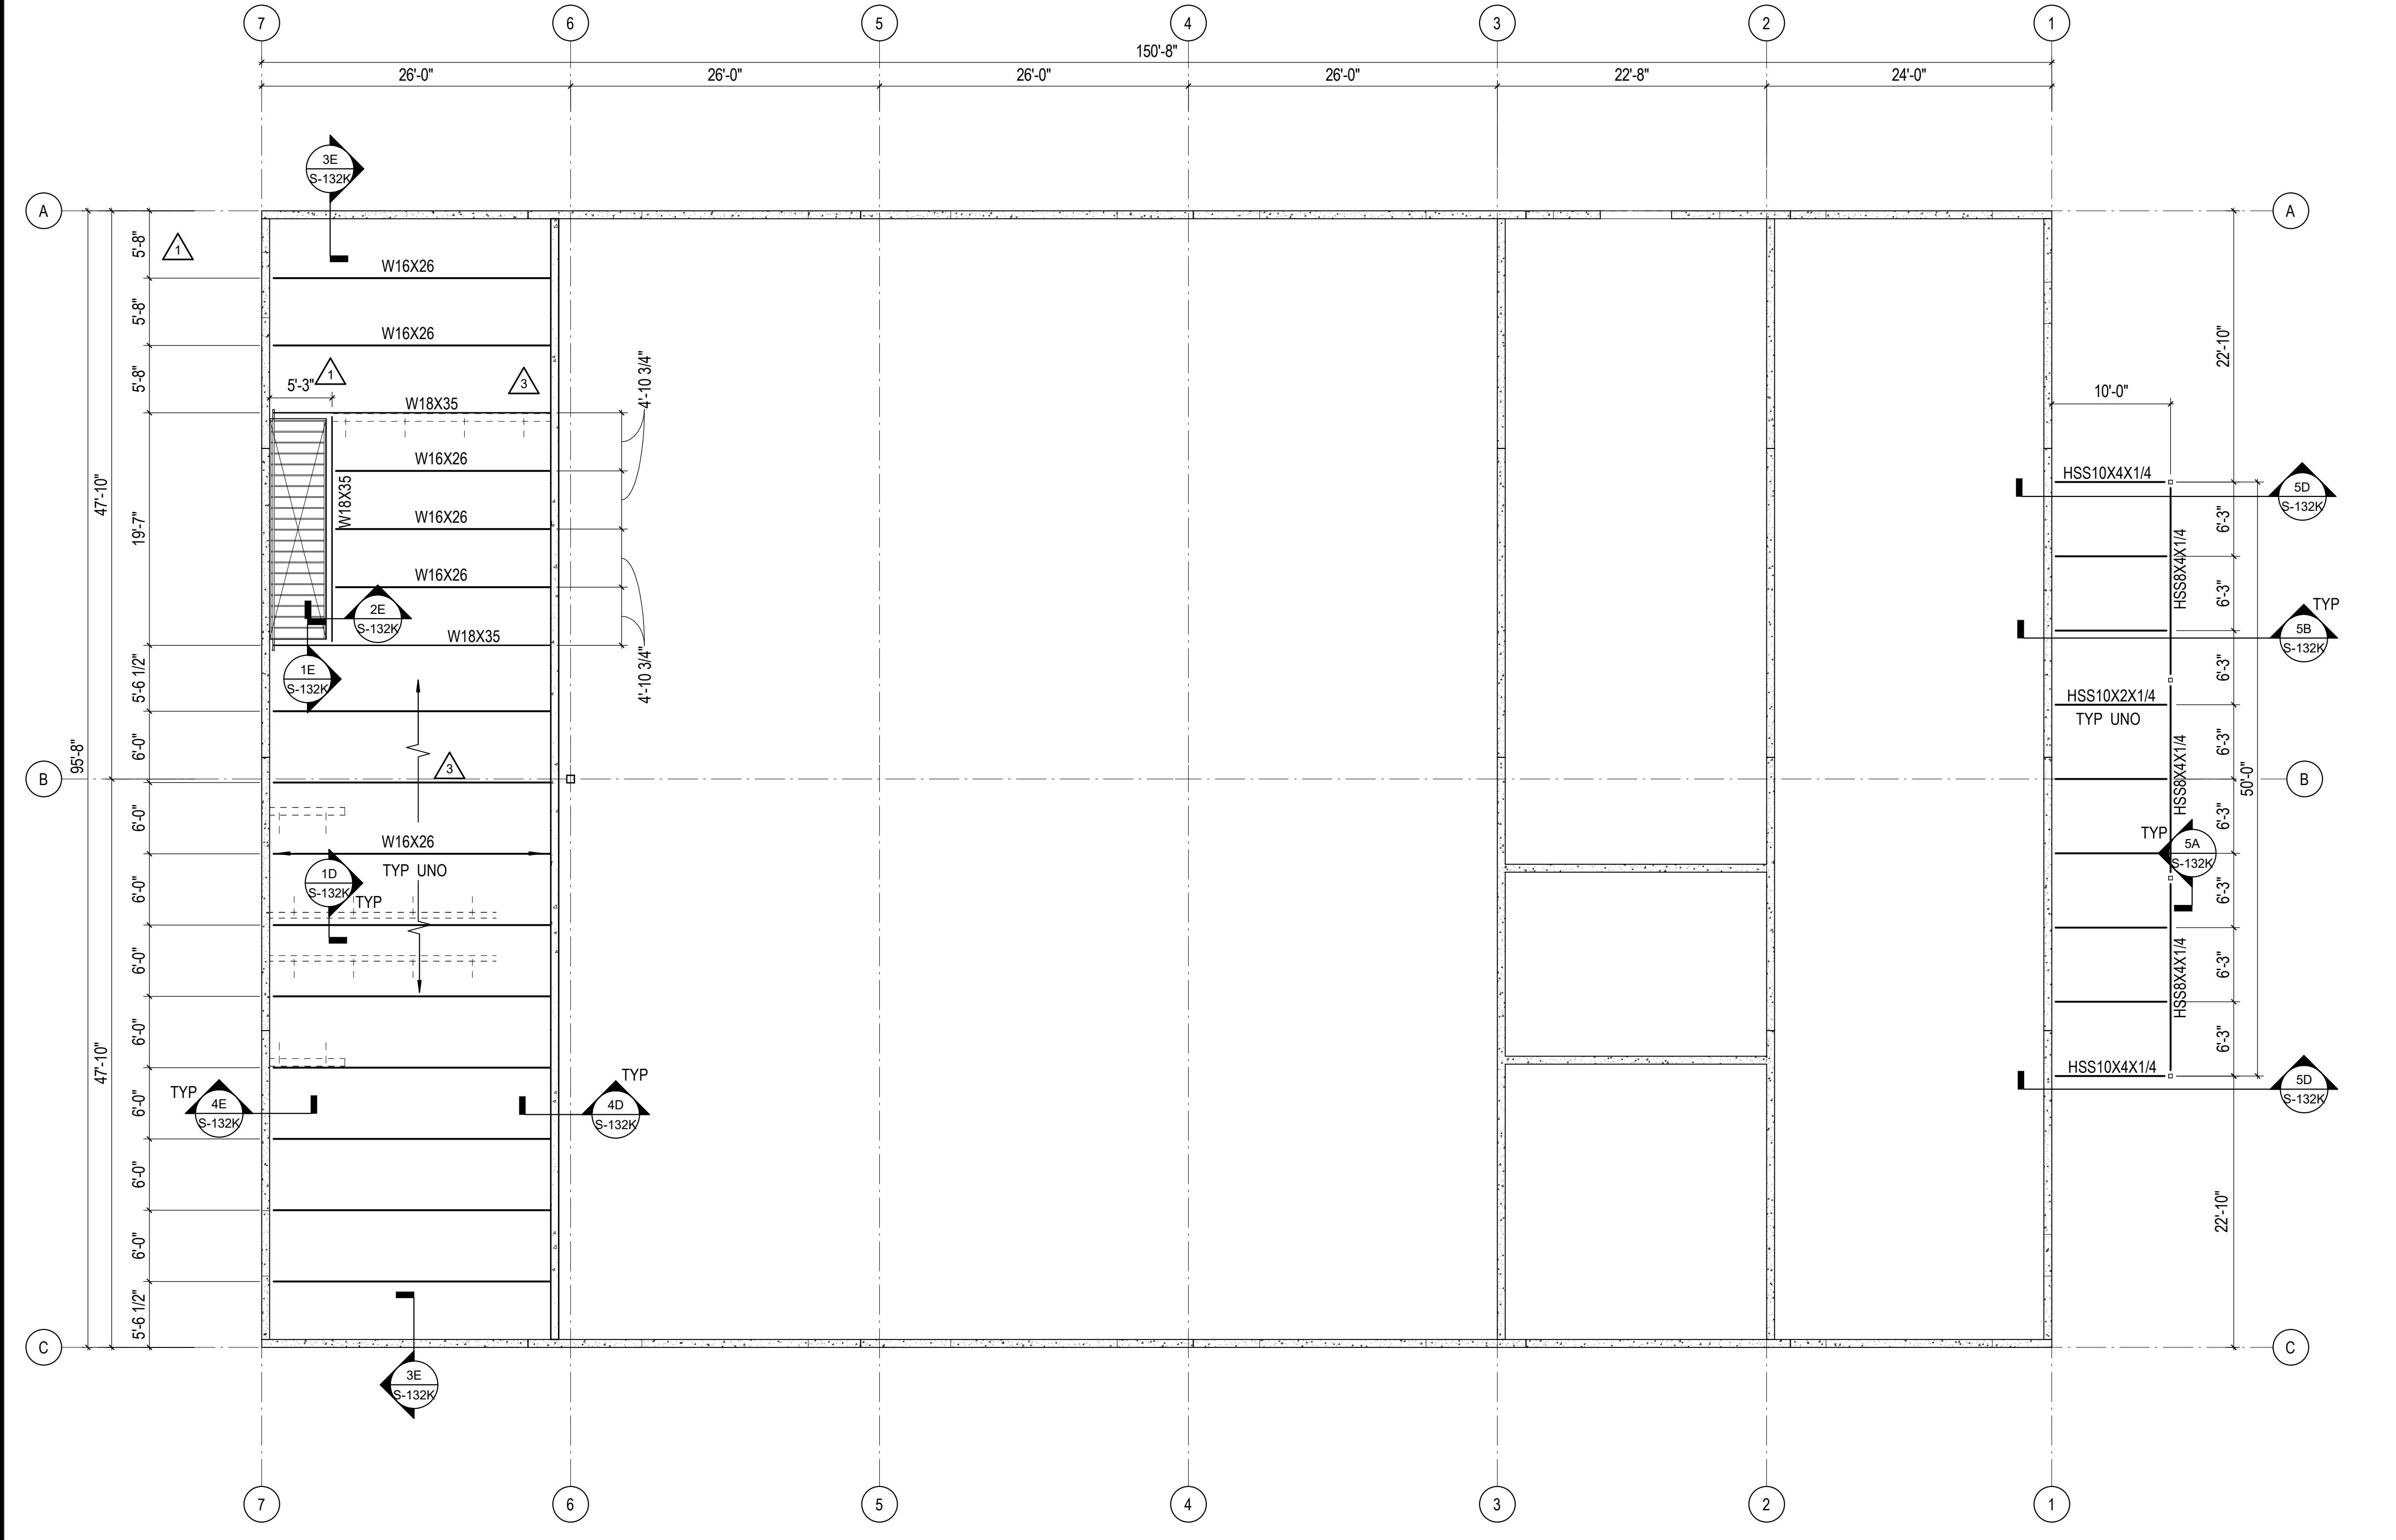 7
6
5
4
3
2
1
150'-8"
26'-0"
26'-0"
26'-0"
26'-0"
22'-8"
24'-0"
3E
S-132K
A
A
5'-8"
1
W16X26
5'-8"
W16X26
5'-8"
5'-3"
1
3
4'-10 3/4"
W18X35
22'-10"
10'-0"
W16X26
HSS10X4X1/4
5D
S-132K
47'-10"
W18X35
19'-7"
W16X26
6'-3"
HSS8X4X1/4
W16X26
6'-3"
TYP
5B
S-132K
2E
S-132K
W18X35
1E
S-132K
5'-6 1/2"
4'-10 3/4"
6'-3"
HSS10X2X1/4
TYP UNO
95'-8"
6'-0"
3
6'-3"
HSS8X4X1/4
50'-0"
B
B
6'-0"
W16X26
6'-3"
TYP
5A
S-132K
1D
S-132K
TYP
TYP UNO
6'-0"
6'-3"
6'-0"
6'-3"
HSS8X4X1/4
47'-10"
6'-0"
6'-3"
HSS10X4X1/4
5D
S-132K
TYP
4E
S-132K
TYP
4D
S-132K
6'-0"
6'-0"
22'-10"
6'-0"
5'-6 1/2"
C
C
3E
S-132K
7
6
5
4
3
2
1